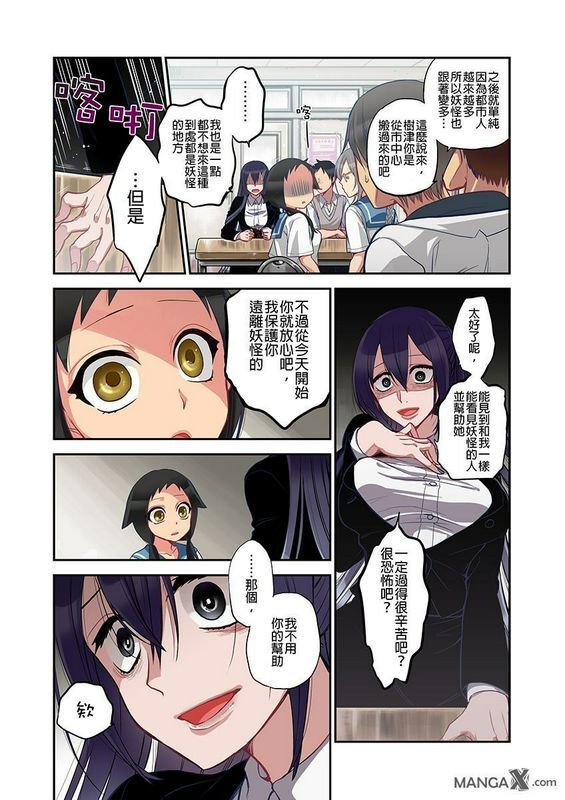 之後就單純
因為都市人
越來越多
所以妖怪也
跟著變多…
這麼說來，
樹津你是
從市中心
搬過來的吧
喀
………
我也是一點
都不想來這種
到處都是妖怪
的地方
…但是
喀啪
太好了呢，
能見到和我一樣
能看見妖怪的人
並幫助她
一定過得很辛苦吧？
很恐怖吧？
不過從今天開始
你就放心吧，
我保護你
遠離妖怪的
………
…那個，
我不用
你的幫助
欸
MANGAX.com